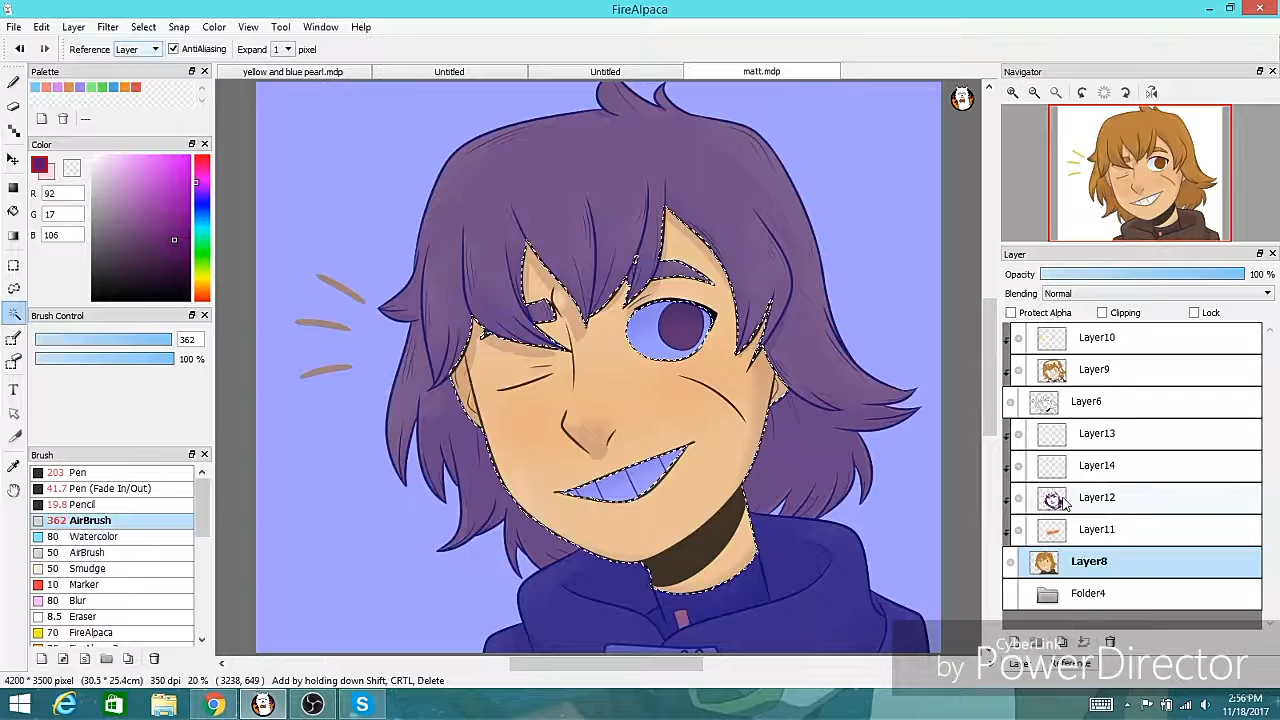 FireAlpaca
File Edit Layer Filter Select Snap Color View Tool Window Help
Reference Layer AntiAliasing Expand 1 pixel
Palette
yellow and blue pearl.mdp Untitled Untitled matt.mdp
Navigator
---
Color
R 92
G 17
B 106
Layer
Opacity 100 %
Blending Normal
Protect Alpha Clipping Lock
Brush Control
362
100 %
Layer10
Layer9
Layer6
Layer13
Layer14
Layer12
Layer11
Layer8
Folder4
Brush
203 Pen
41.7 Pen (Fade In/Out)
19.8 Pencil
362 AirBrush
80 Watercolor
50 AirBrush
50 Smudge
10 Marker
80 Blur
8.5 Eraser
70 FireAlpaca
CyberLink
by PowerDirector
Layer Reference
4200 * 3500 pixel (30.5 * 25.4cm) 350 dpi 20 % ( 3238, 649 ) Add by holding down Shift, CRTL, Delete
2:56 PM
11/18/2017